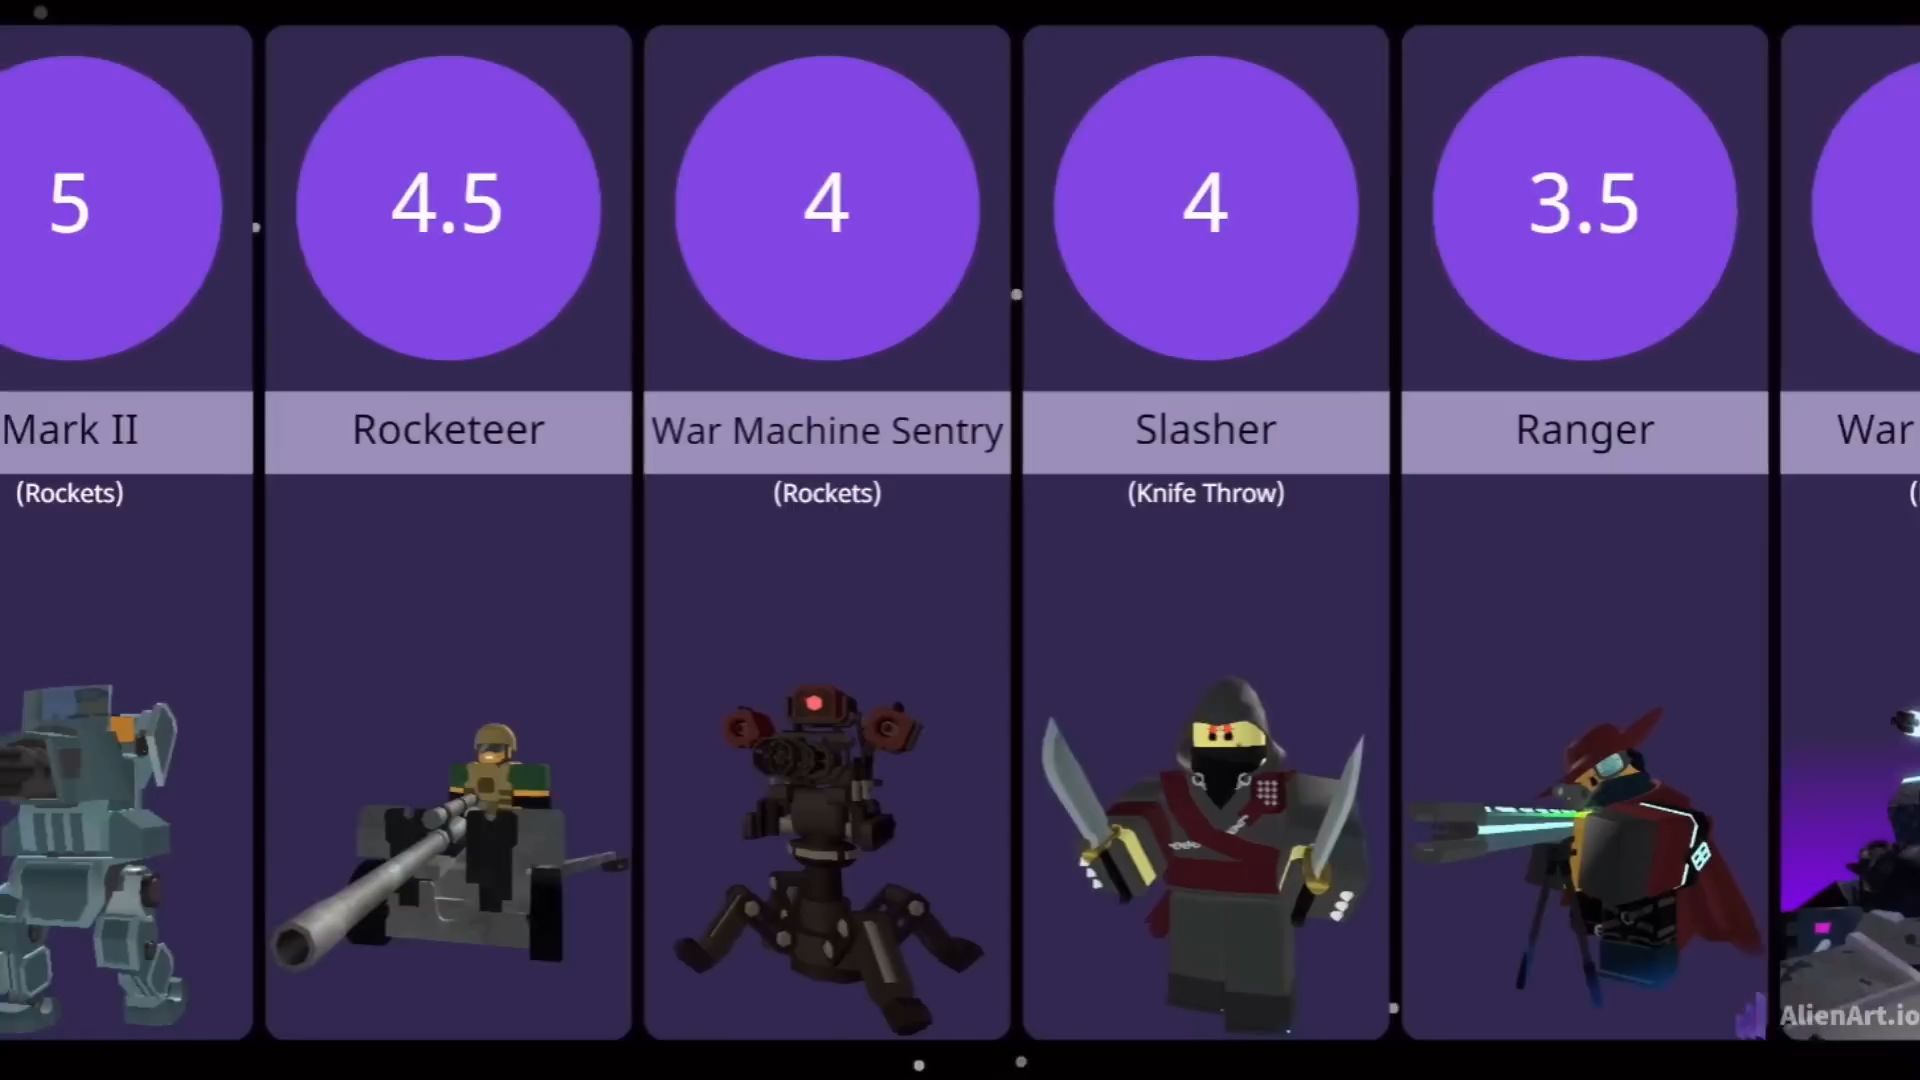 5
Mark II
(Rockets)
4.5
Rocketeer
4
War Machine Sentry
(Rockets)
4
Slasher
(Knife Throw)
3.5
Ranger
War
AlienArt.io